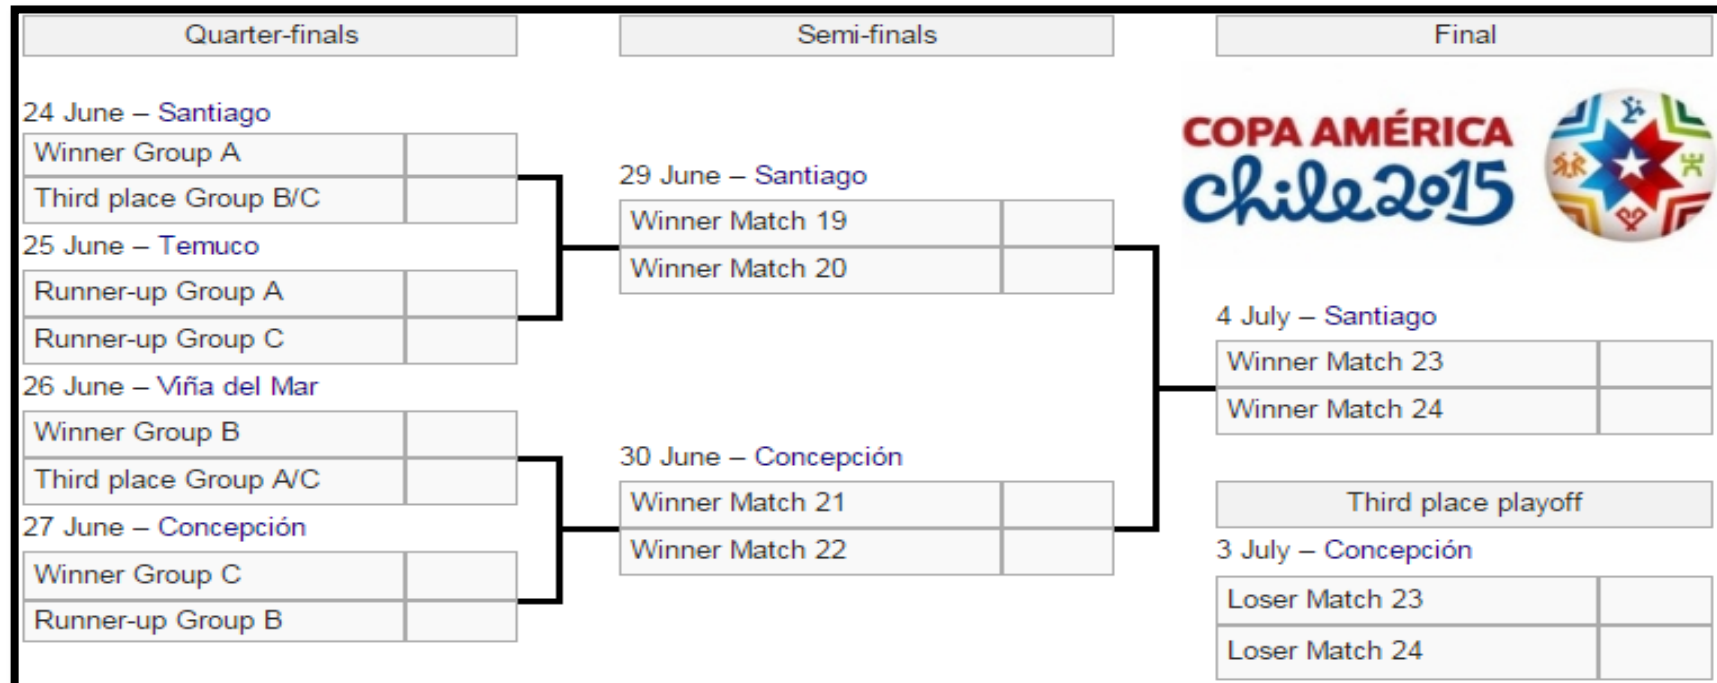 Quarter-finals
Semi-finals
Final
24 June – Santiago
Winner Group A
Third place Group B/C
25 June – Temuco
Runner-up Group A
Runner-up Group C
26 June – Viña del Mar
Winner Group B
Third place Group A/C
27 June – Concepción
Winner Group C
Runner-up Group B
29 June – Santiago
Winner Match 19
Winner Match 20
30 June – Concepción
Winner Match 21
Winner Match 22
COPA AMÉRICA
chile 2015
4 July – Santiago
Winner Match 23
Winner Match 24
Third place playoff
3 July – Concepción
Loser Match 23
Loser Match 24